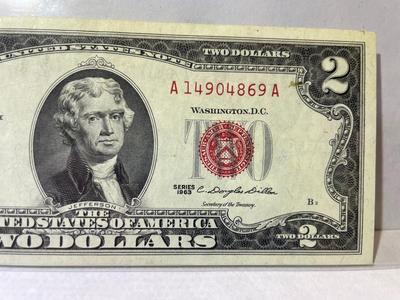 UNITED STATES NOTE
TWO DOLLARS
2
A 14904869 A
WASHINGTON, D.C.
TWO
SERIES
1963
C. Douglas Dillon
Secretary of the Treasury.
B 2
JEFFERSON
THE
UNITED STATES OF AMERICA
TWO DOLLARS
2
TWO DOLLARS